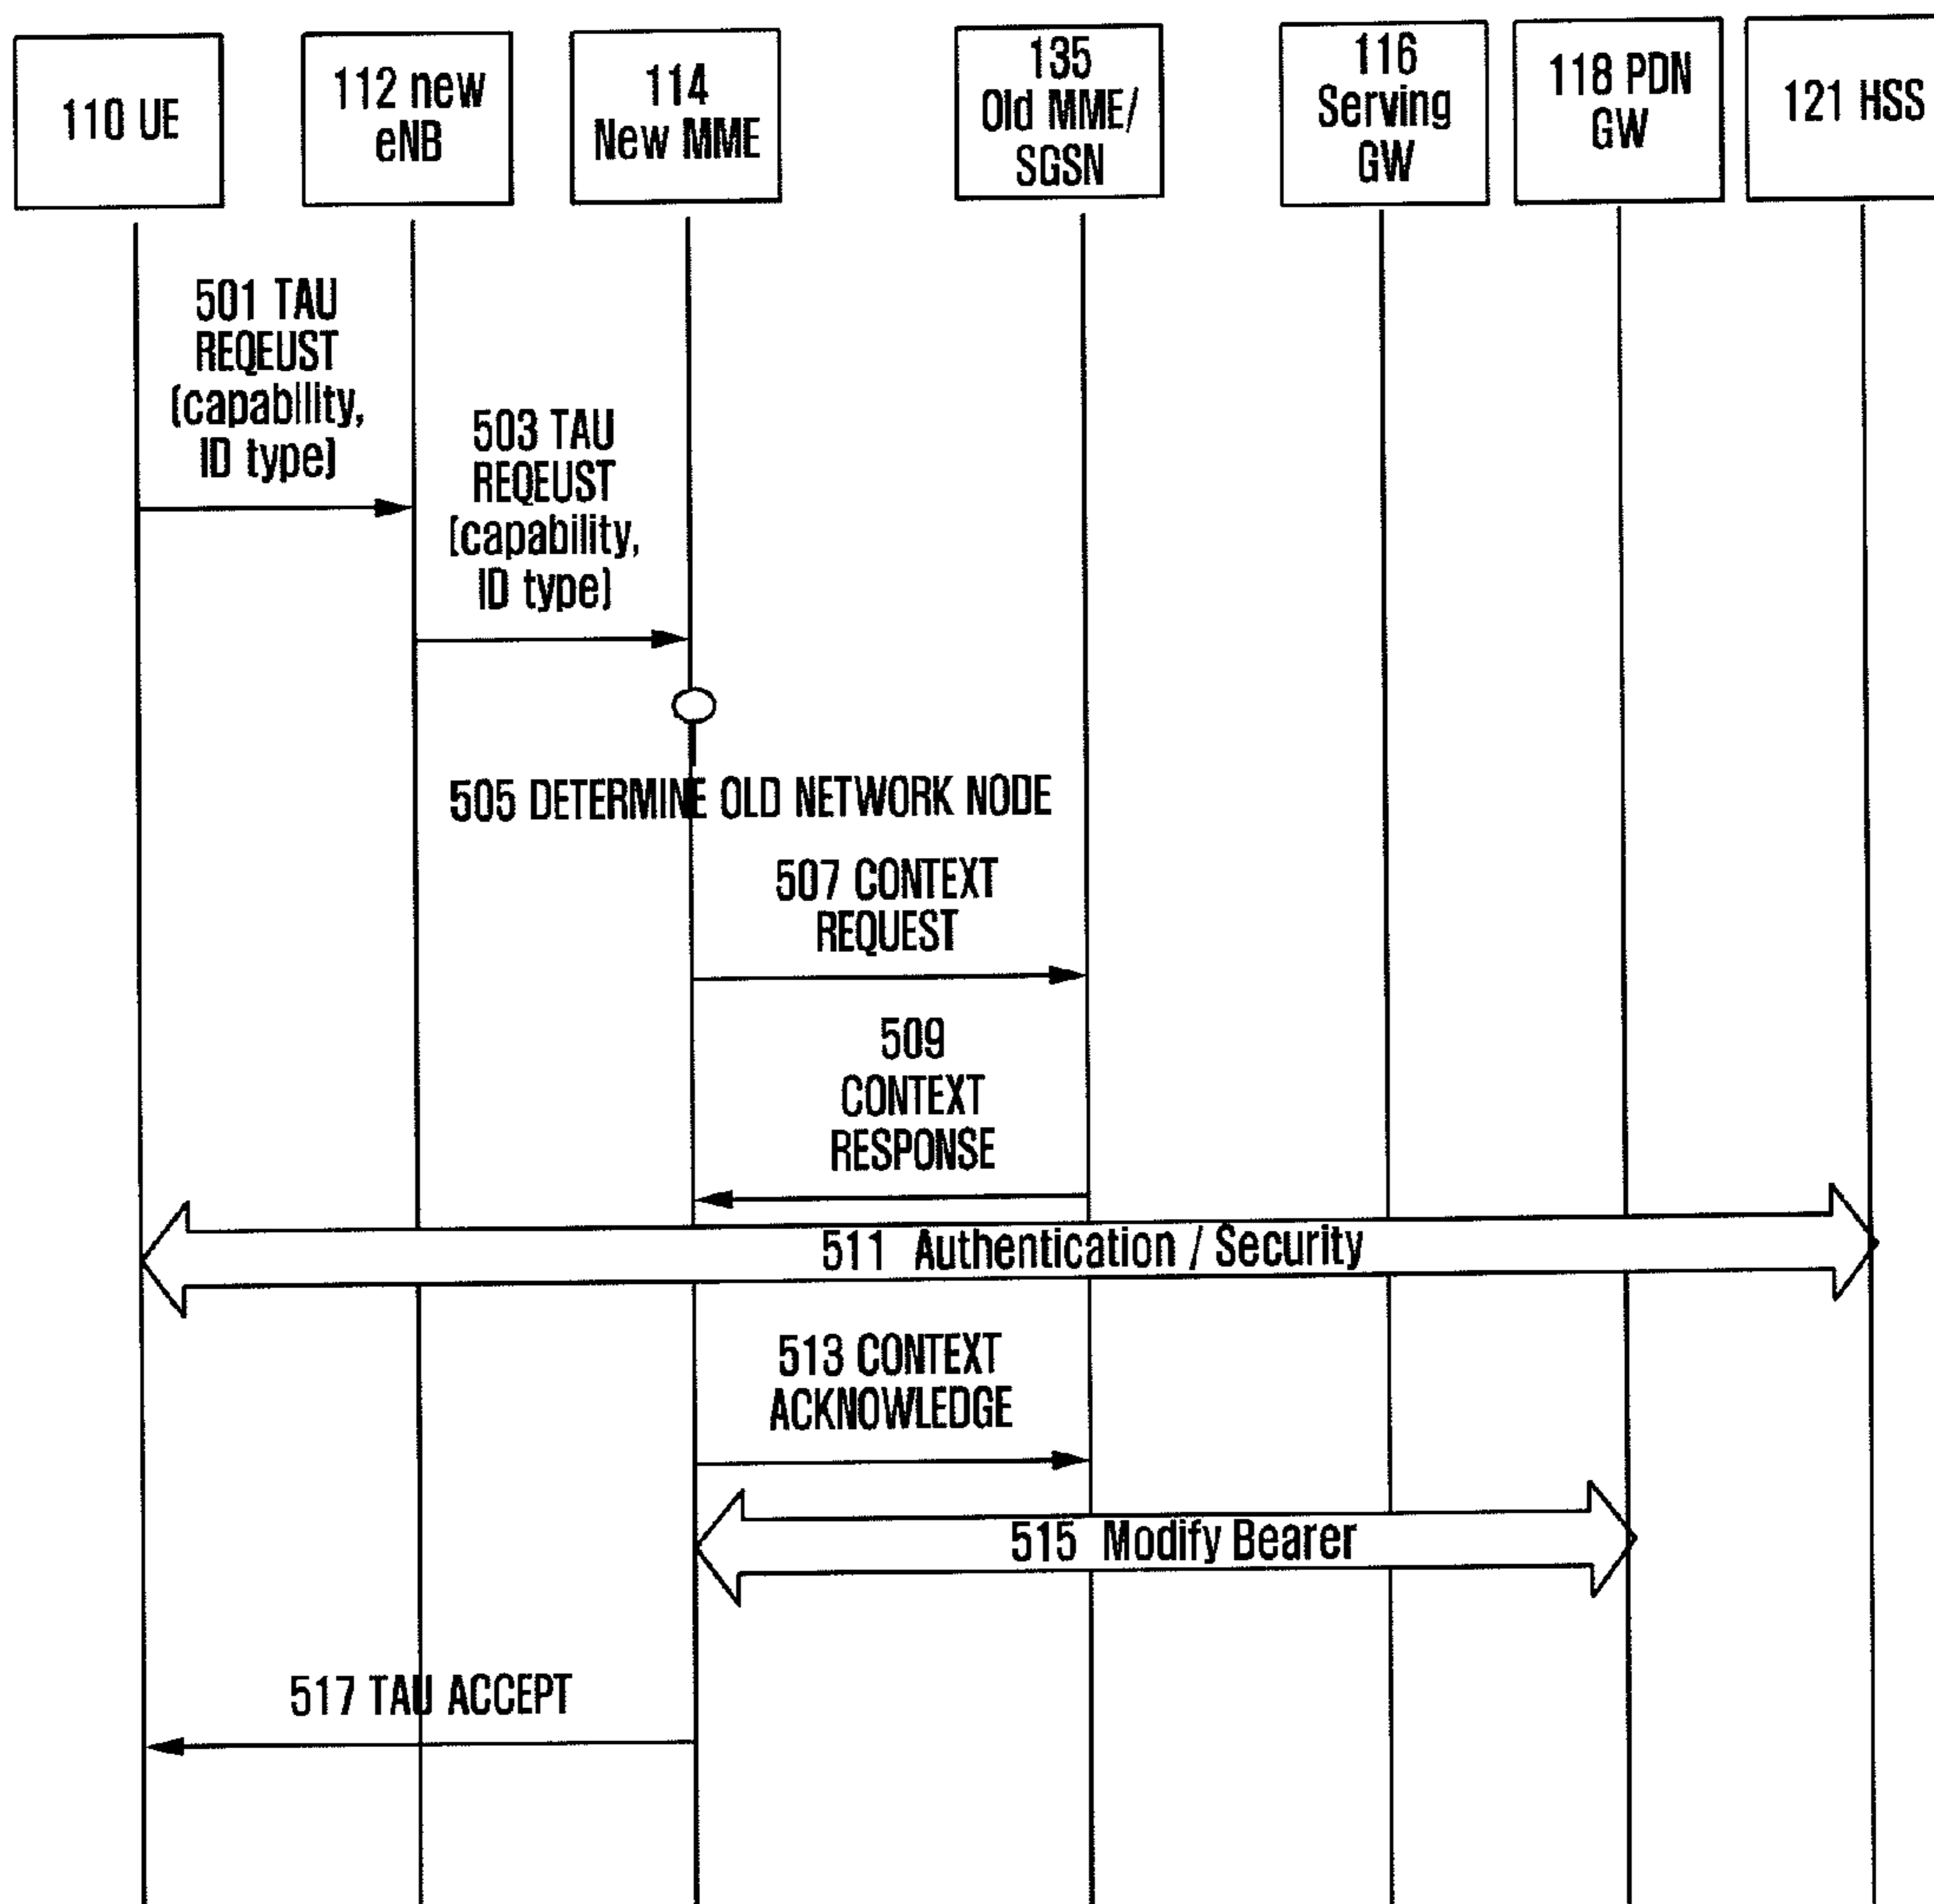 110 UE
112 new
eNB
114
New MME
135
Old MME/
SGSN
116
Serving
GW
118 PDN
GW
121 HSS
501 TAU
REQEUST
(capability,
ID type)
503 TAU
REQEUST
(capability,
ID type)
505 DETERMINE OLD NETWORK NODE
507 CONTEXT
REQUEST
509
CONTEXT
RESPONSE
511 Authentication / Security
513 CONTEXT
ACKNOWLEDGE
515 Modify Bearer
517 TAU ACCEPT